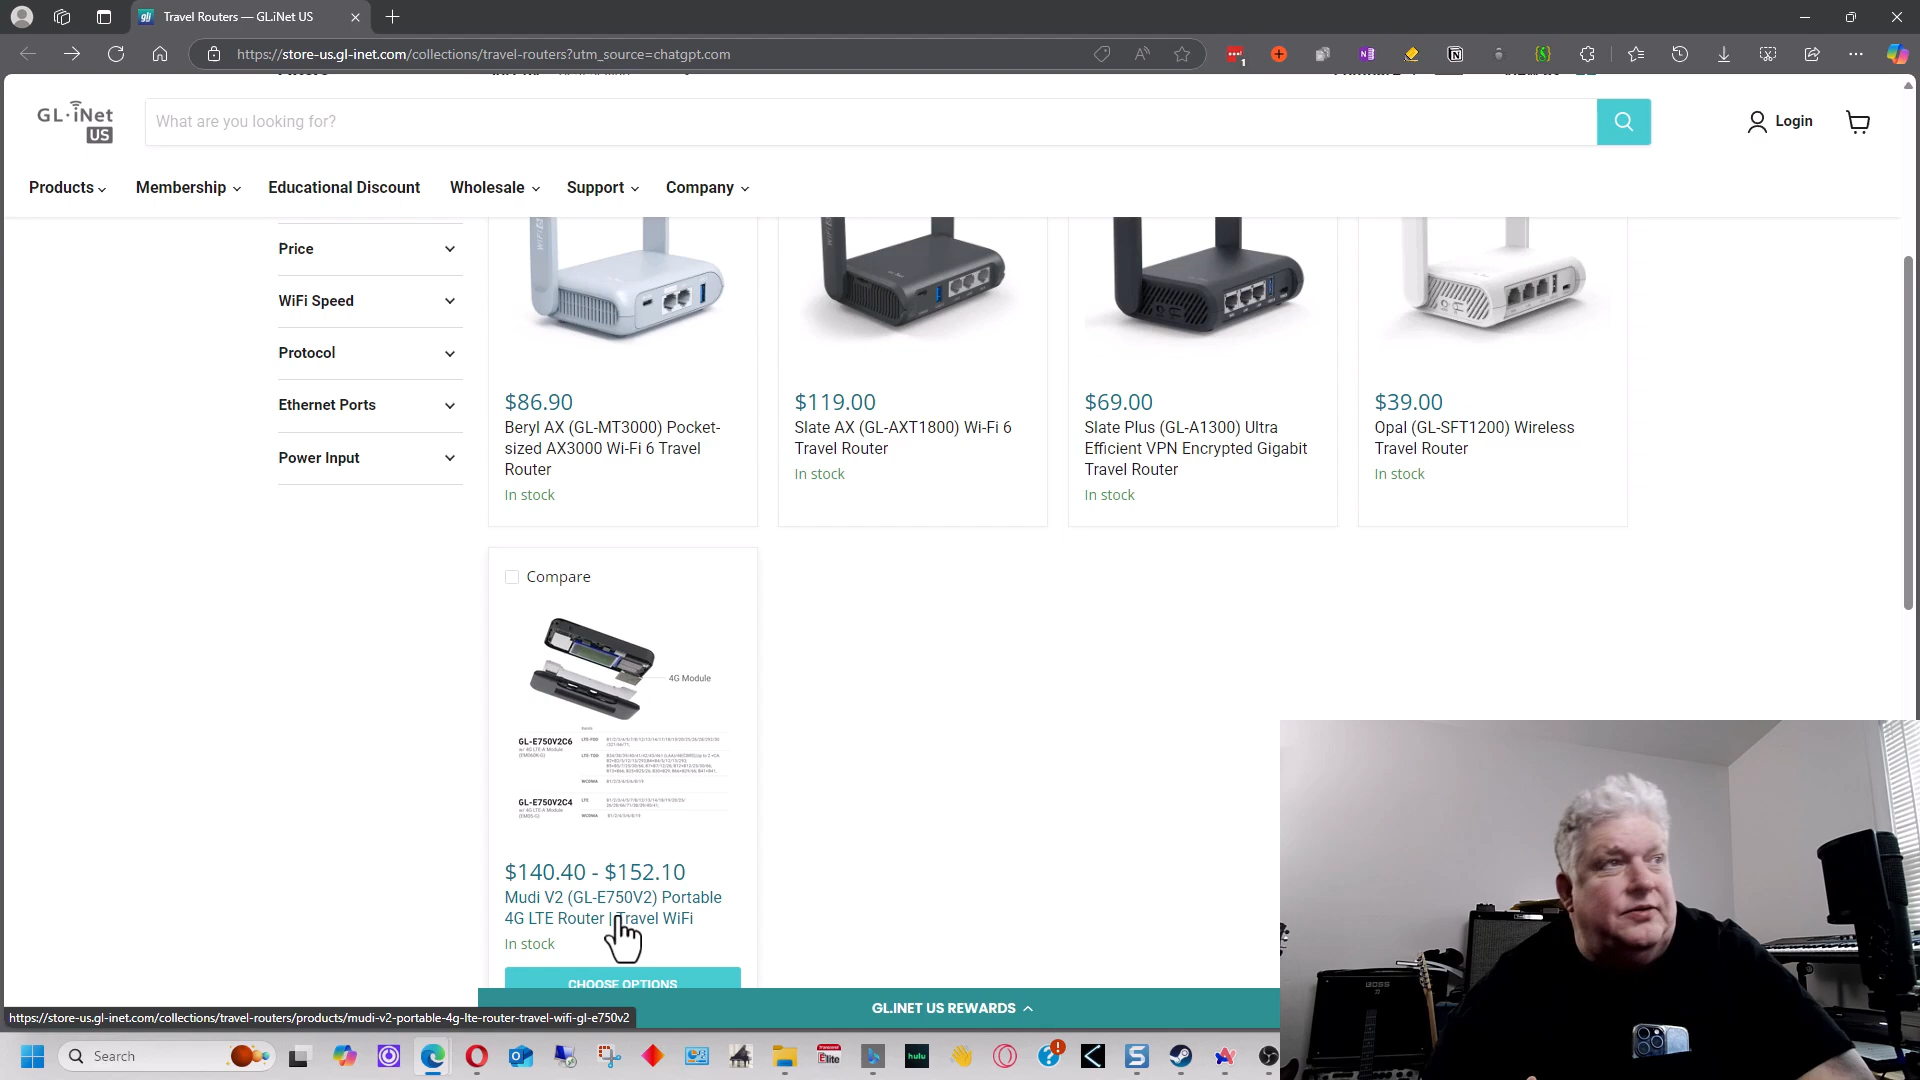 Travel Routers — GL.iNet US
https://store-us.gl-inet.com/collections/travel-routers?utm_source=chatgpt.com
GL·iNet
US
What are you looking for?
Login
Products
Membership
Educational Discount
Wholesale
Support
Company
Price
WiFi Speed
Protocol
Ethernet Ports
Power Input
$86.90
Beryl AX (GL-MT3000) Pocket-
sized AX3000 Wi-Fi 6 Travel
Router
In stock
$119.00
Slate AX (GL-AXT1800) Wi-Fi 6
Travel Router
In stock
$69.00
Slate Plus (GL-A1300) Ultra
Efficient VPN Encrypted Gigabit
Travel Router
In stock
$39.00
Opal (GL-SFT1200) Wireless
Travel Router
In stock
Compare
4G Module
GL-E750V2C6
GL-E750V2C4
$140.40 - $152.10
Mudi V2 (GL-E750V2) Portable
4G LTE Router | Travel WiFi
In stock
CHOOSE OPTIONS
GL.INET US REWARDS
https://store-us.gl-inet.com/collections/travel-routers/products/mudi-v2-portable-4g-lte-router-travel-wifi-gl-e750v2
BOSS
Search
Elite
hulu